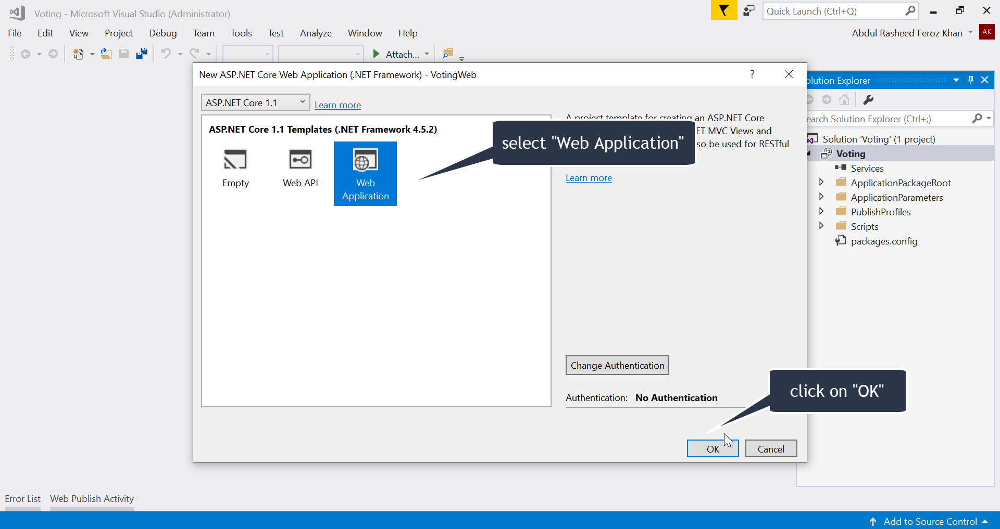 Voting - Microsoft Visual Studio (Administrator)
Quick Launch (Ctrl+Q)
File Edit View Project Debug Team Tools Test Analyze Window Help
Abdul Rasheed Feroz Khan AK
Attach...
New ASP.NET Core Web Application (.NET Framework) - VotingWeb ?
olution Explorer
ASP.NET Core 1.1 Learn more
earch Solution Explorer (Ctrl+;)
ASP.NET Core 1.1 Templates (.NET Framework 4.5.2)
Empty
Web API
Web
Application
select "Web Application"
A project template for creating an ASP.NET Core
ET MVC Views and
so be used for RESTful
Learn more
Solution 'Voting' (1 project)
Voting
Services
ApplicationPackageRoot
ApplicationParameters
PublishProfiles
Scripts
packages.config
Change Authentication
Authentication: No Authentication
click on "OK"
OK Cancel
Error List Web Publish Activity
Add to Source Control